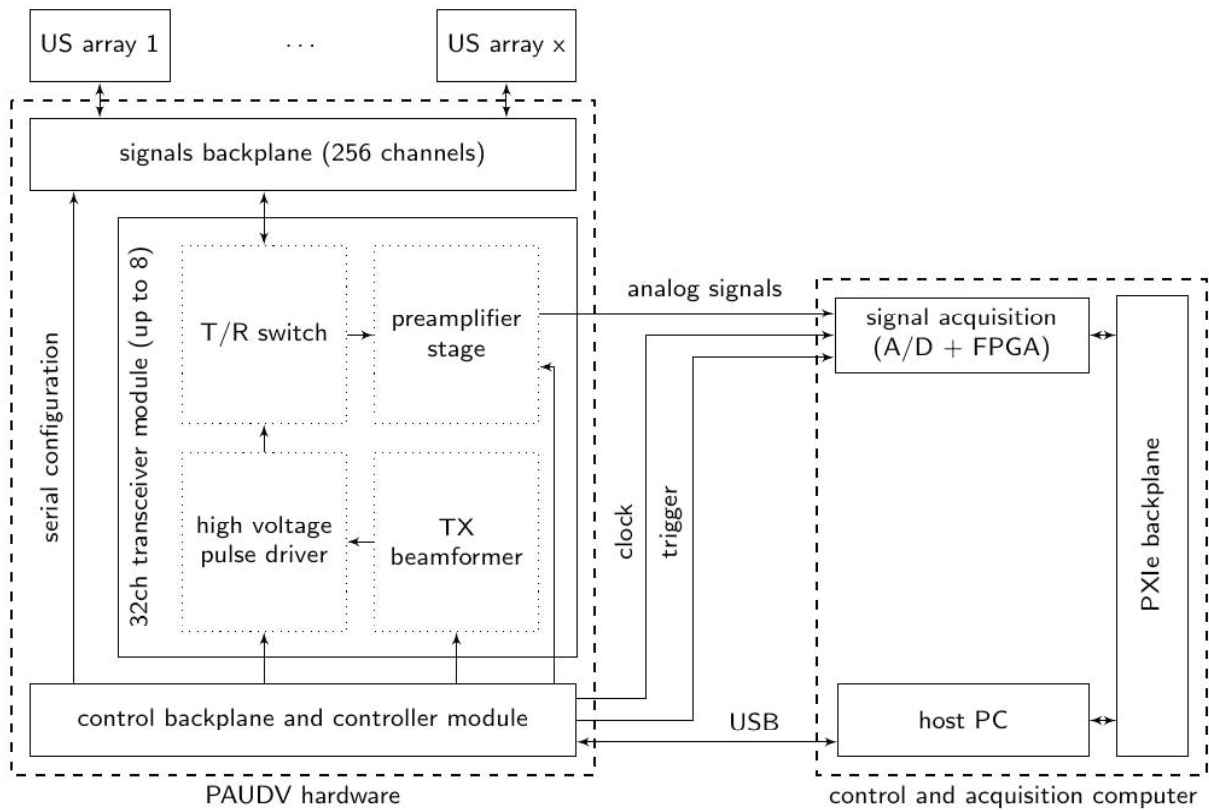 US array 1
· · ·
US array x
signals backplane (256 channels)
serial configuration
32ch transceiver module (up to 8)
T/R switch
preamplifier
stage
high voltage
pulse driver
TX
beamformer
control backplane and controller module
PAUDV hardware
analog signals
clock
trigger
USB
signal acquisition
(A/D + FPGA)
PXIe backplane
host PC
control and acquisition computer